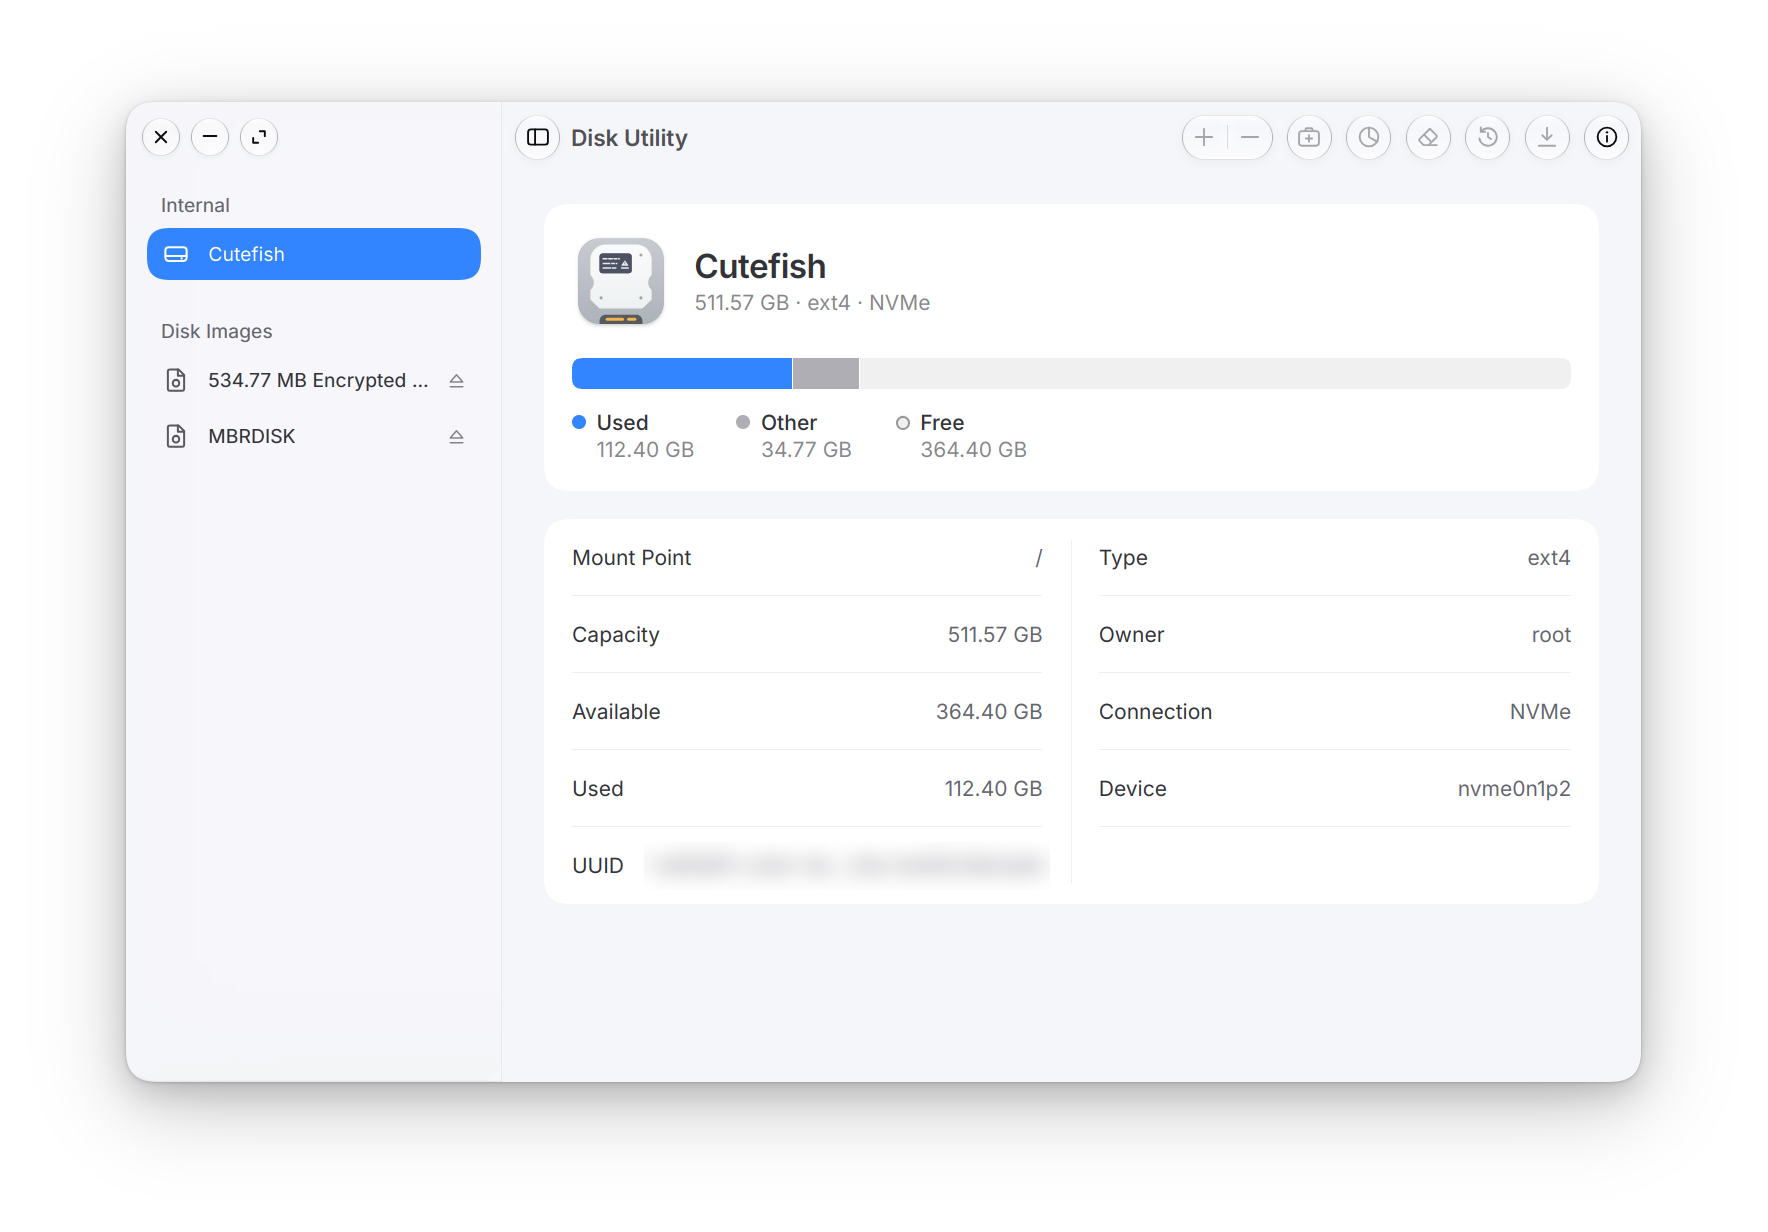 Disk Utility
Internal
Cutefish
Disk Images
534.77 MB Encrypted ...
MBRDISK
Cutefish
511.57 GB · ext4 · NVMe
Used
112.40 GB
Other
34.77 GB
Free
364.40 GB
Mount Point /
Capacity 511.57 GB
Available 364.40 GB
Used 112.40 GB
UUID
Type ext4
Owner root
Connection NVMe
Device nvme0n1p2